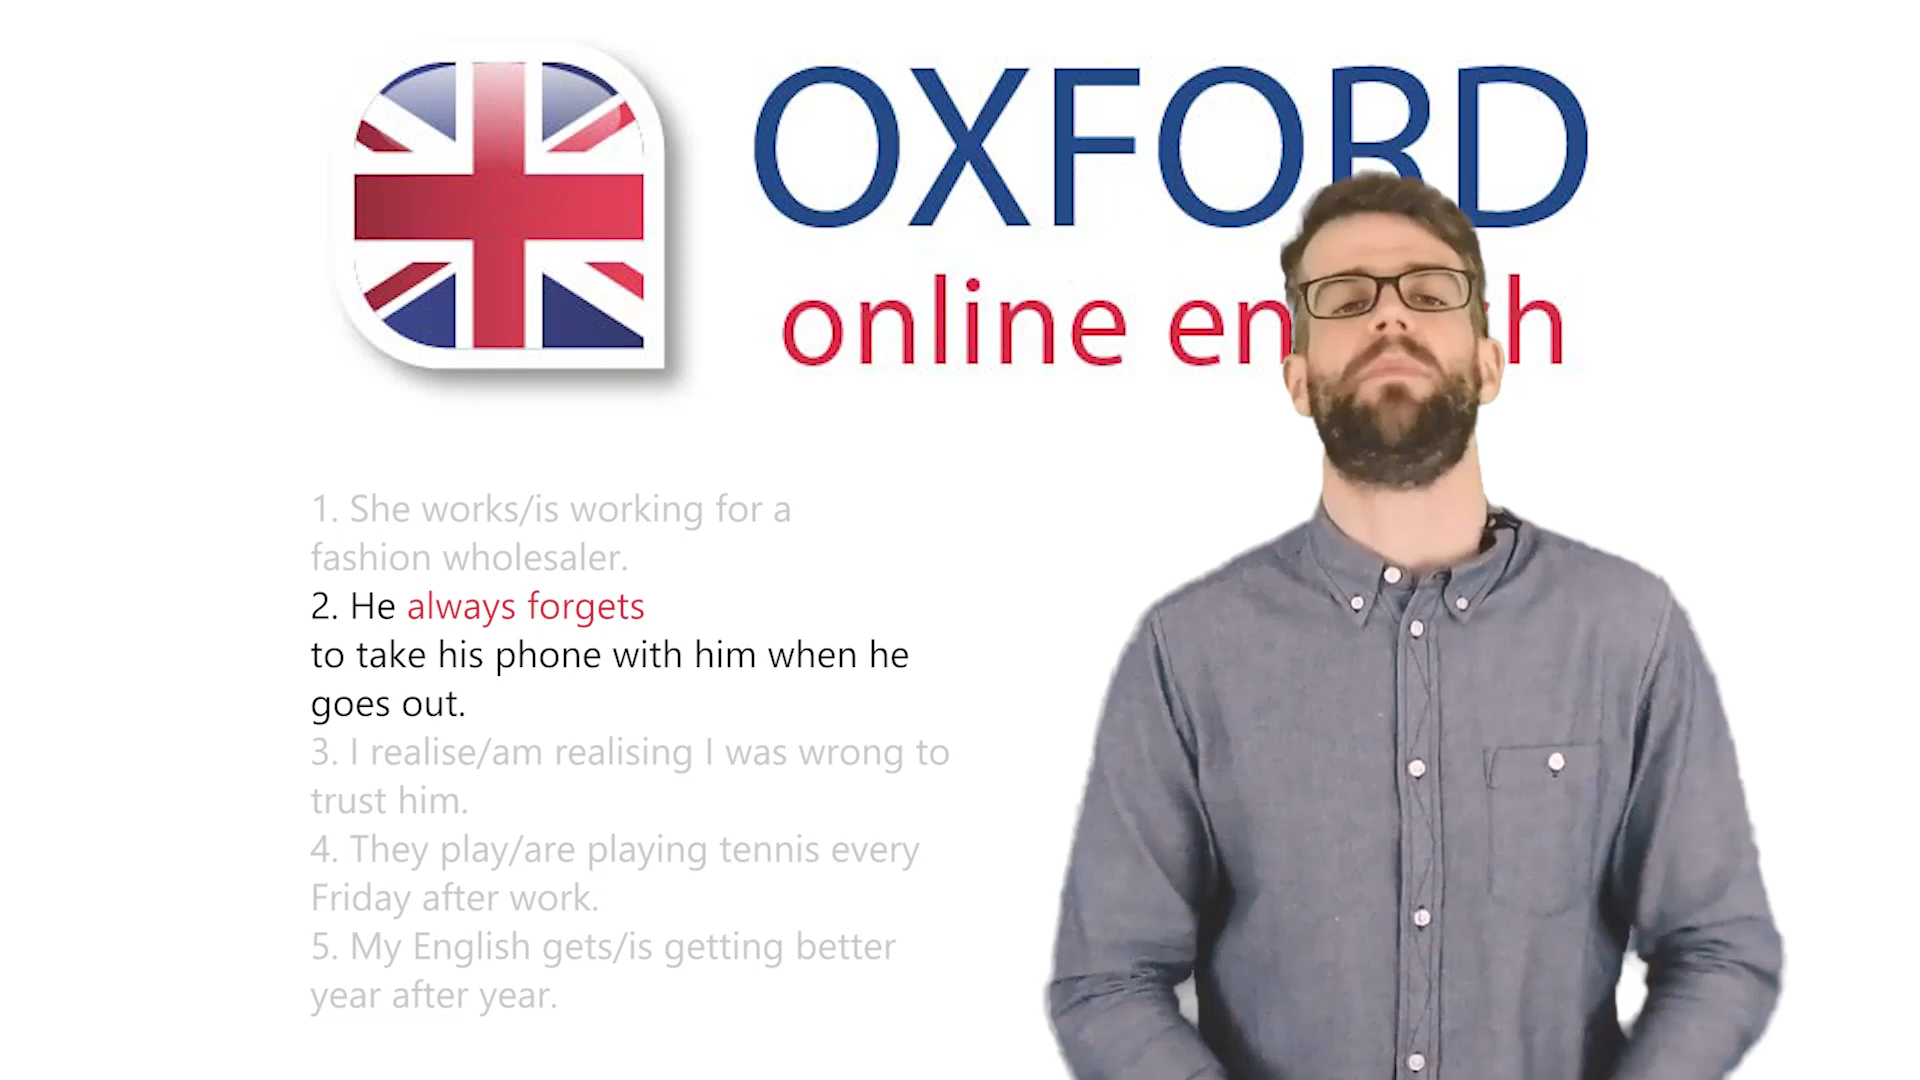 OXFORD
online en h
1. She works/is working for a
fashion wholesaler.
2. He always forgets
to take his phone with him when he
goes out.
3. I realise/am realising I was wrong to
trust him.
4. They play/are playing tennis every
Friday after work.
5. My English gets/is getting better
year after year.